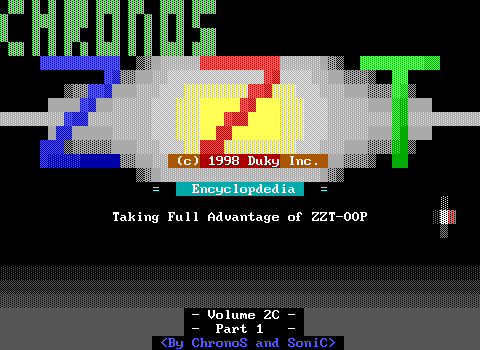 CHRONOS
ZZT
(c) 1998 Duky Inc.
= Encyclopdedia =
Taking Full Advantage of ZZT-OOP
- Volume 2C -
- Part 1 -
<By ChronoS and SoniC>